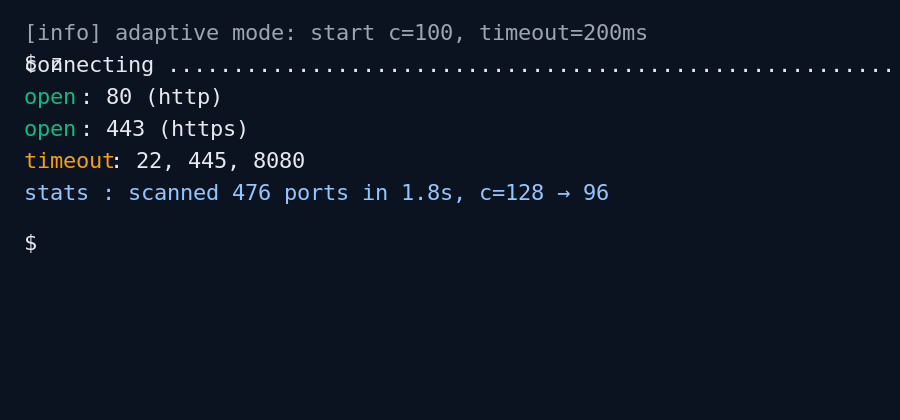 [info] adaptive mode: start c=100, timeout=200ms
$ z
connecting ........................................................
open : 80 (http)
open : 443 (https)
timeout: 22, 445, 8080
stats : scanned 476 ports in 1.8s, c=128 → 96
$